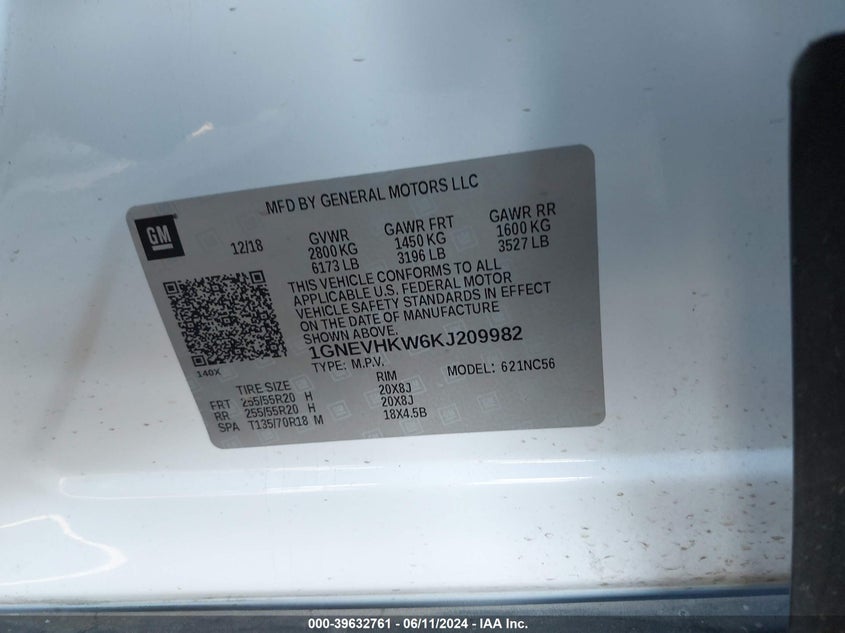 MFD BY GENERAL MOTORS LLC
GM
12/18
GVWR GAWR FRT GAWR RR
2800 KG 1450 KG 1600 KG
6173 LB 3196 LB 3527 LB
THIS VEHICLE CONFORMS TO ALL
APPLICABLE U.S. FEDERAL MOTOR
VEHICLE SAFETY STANDARDS IN EFFECT
ON THE DATE OF MANUFACTURE
SHOWN ABOVE.
1GNEVHKW6KJ209982
140X
TYPE: M.P.V. MODEL: 621NC56
TIRE SIZE RIM
FRT 255/55R20 H 20X8J
RR 255/55R20 H 20X8J
SPA T135/70R18 M 18X4.5B
000-39632761 - 06/11/2024 - IAA Inc.